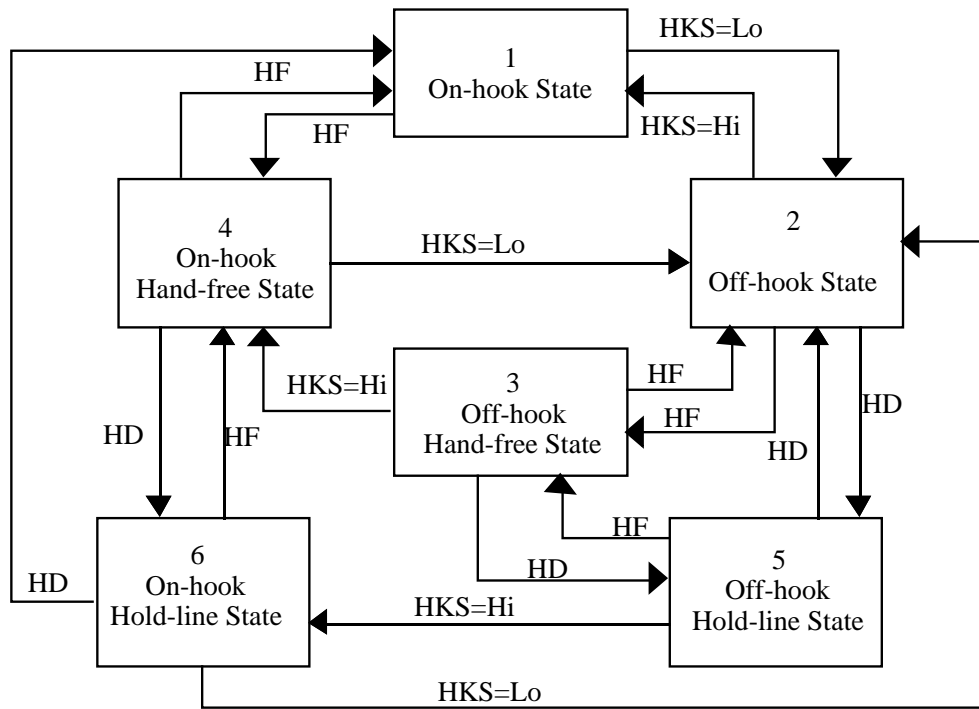 HKS=Lo
1
On-hook State
HF
HF
HKS=Hi
4
On-hook
Hand-free State
HKS=Lo
2
Off-hook State
HKS=Hi
3
Off-hook
Hand-free State
HF
HF
HD
HD
HF
HD
HF
HD
6
On-hook
Hold-line State
HD
HKS=Hi
5
Off-hook
Hold-line State
HKS=Lo